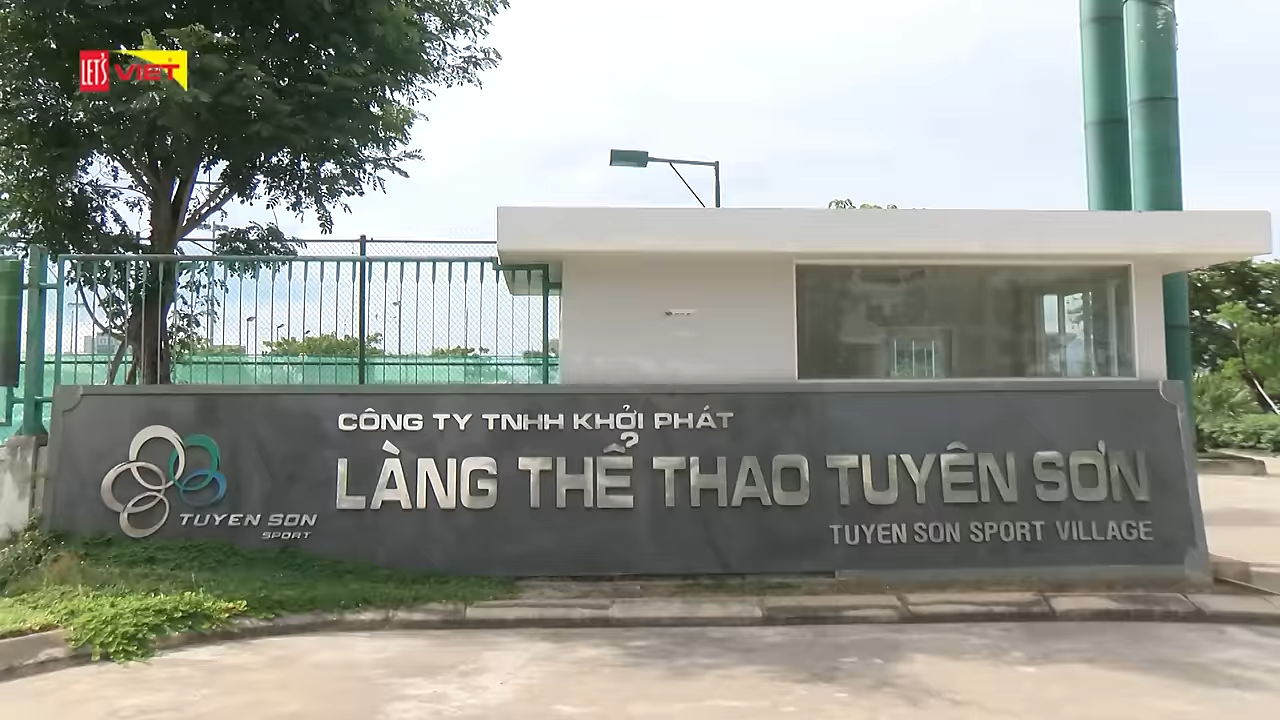 LET'S VIET
CÔNG TY TNHH KHỞI PHÁT
LÀNG THỂ THAO TUYÊN SƠN
TUYEN SON SPORT VILLAGE
TUYEN SON
SPORT